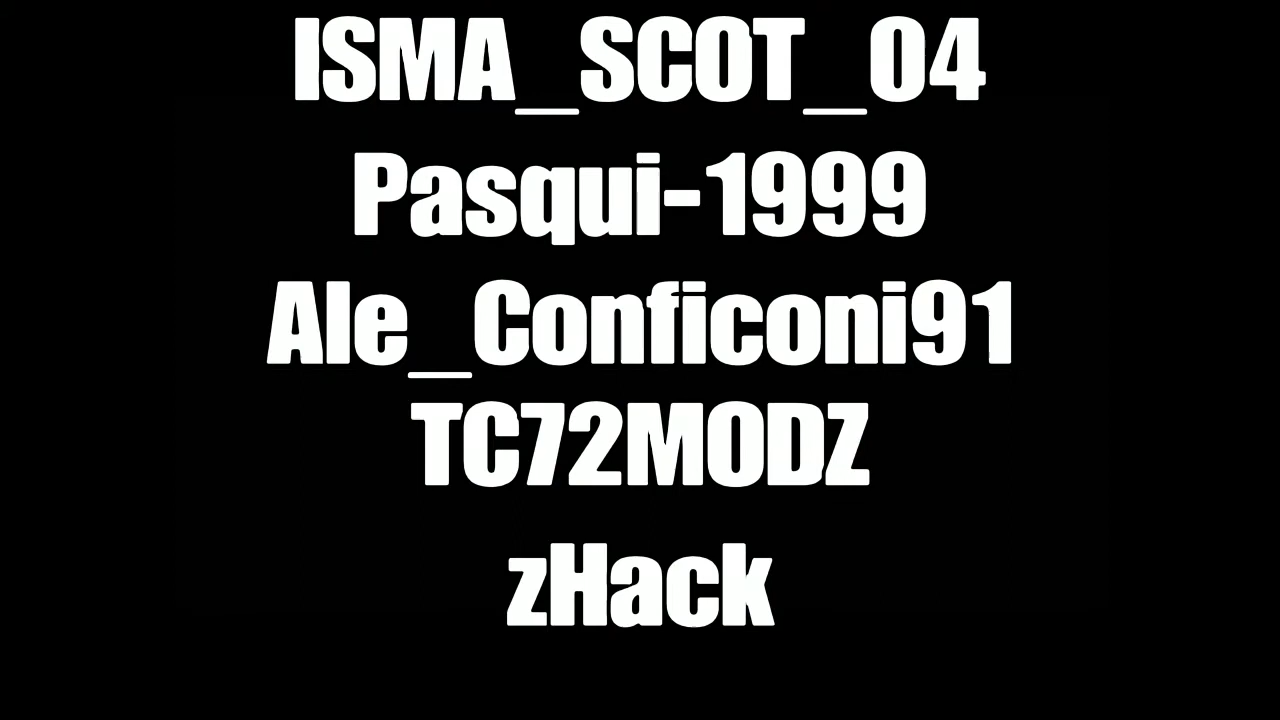 ISMA_SCOT_04
Pasqui-1999
Ale_Conficoni91
TC72MODZ
zHack